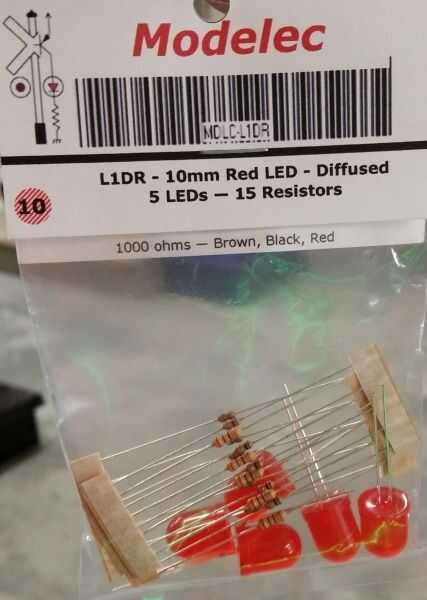 Modelec
MDLC-L1DR
L1DR - 10mm Red LED - Diffused
5 LEDs — 15 Resistors
10
1000 ohms — Brown, Black, Red